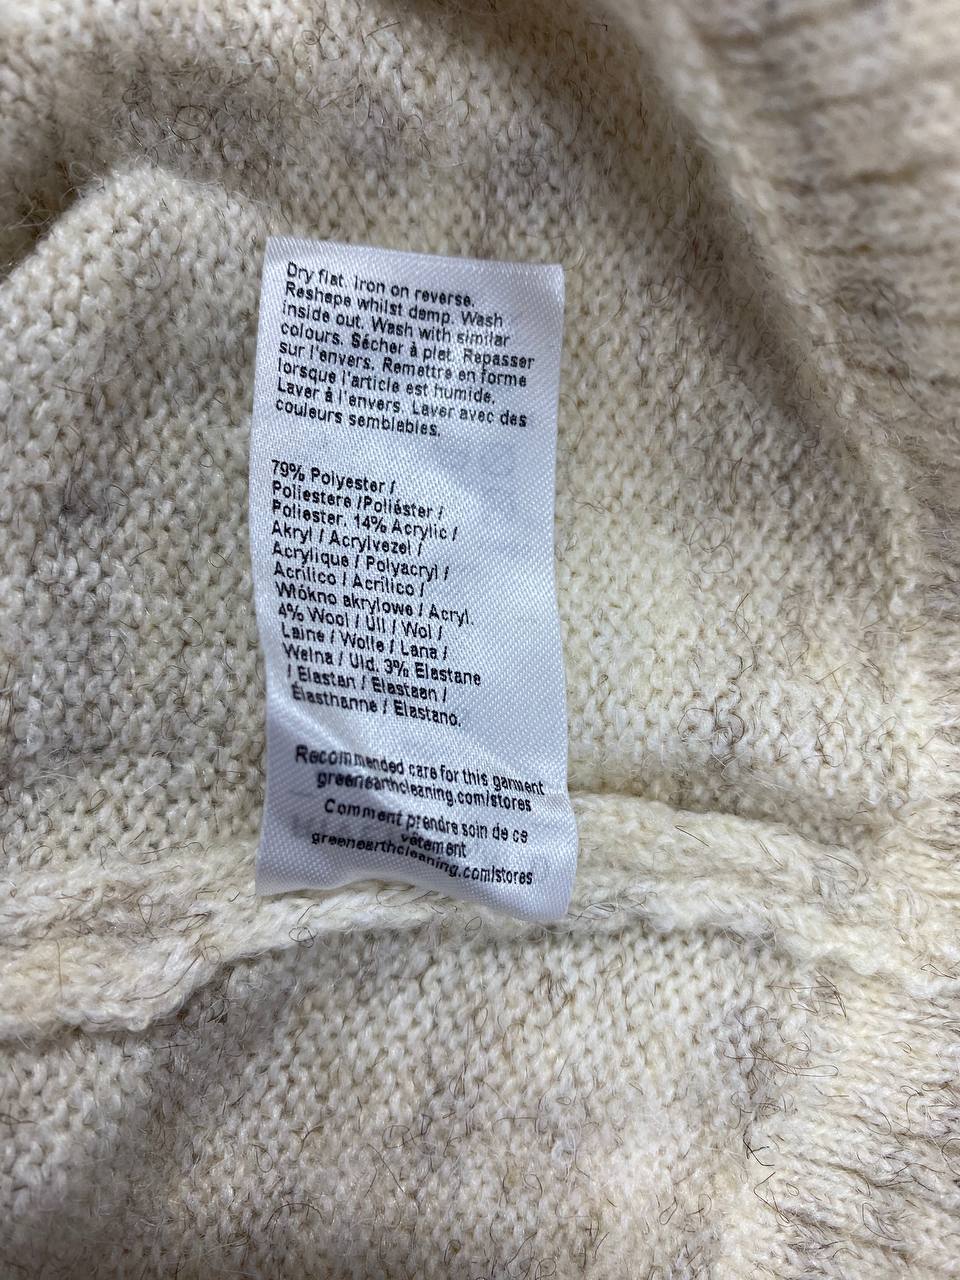 Dry flat. Iron on reverse.
Reshape whilst damp. Wash
inside out. Wash with similar
colours. Sécher à plat. Repasser
sur l'envers. Remettre en forme
lorsque l'article est humide.
Laver à l'envers. Laver avec des
couleurs semblables.
79% Polyester /
Poliestere /Poliéster /
Poliester. 14% Acrylic /
Akryl / Acrylvezel /
Acrylique / Polyacryl /
Acrilico / Acrílico /
Włókno akrylowe / Acryl.
4% Wool / Ull / Wol /
Laine / Wolle / Lana /
Wełna / Uld. 3% Elastane
/ Elastan / Elastaan /
Élasthanne / Elastano.
Recommended care for this garment
greenearthcleaning.com/stores
Comment prendre soin de ce
vêtement
greenearthcleaning.com/stores